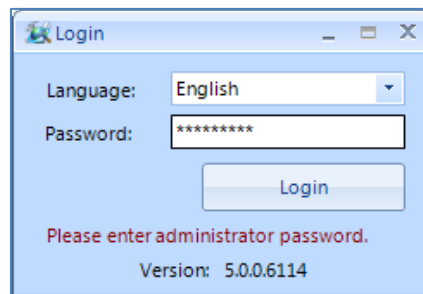 Login
Language: English
Password: *********
Login
Please enter administrator password.
Version: 5.0.0.6114